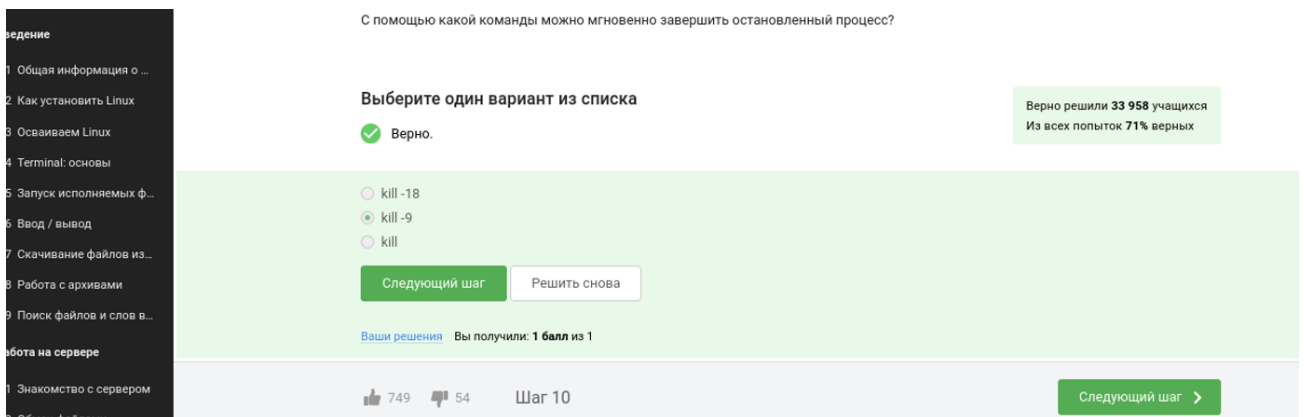 С помощью какой команды можно мгновенно завершить остановленный процесс?
ведение
1 Общая информация о ...
2 Как установить Linux
3 Осваиваем Linux
4 Terminal: основы
5 Запуск исполняемых ф...
6 Ввод / вывод
7 Скачивание файлов из...
8 Работа с архивами
9 Поиск файлов и слов в...
абота на сервере
1 Знакомство с сервером
Выберите один вариант из списка
Верно.
Верно решили 33 958 учащихся
Из всех попыток 71% верных
kill -18
kill -9
kill
Следующий шаг
Решить снова
Ваши решения Вы получили: 1 балл из 1
749 54 Шаг 10
Следующий шаг